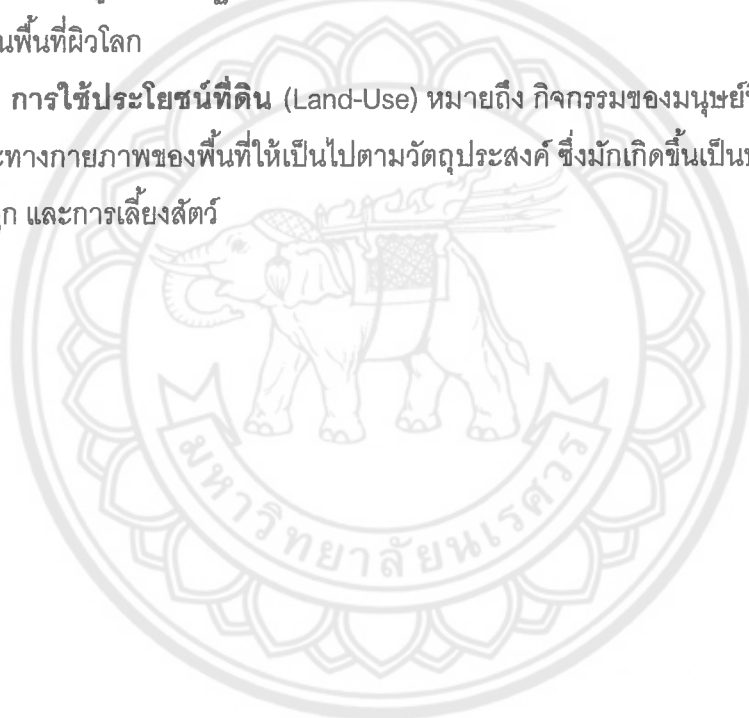 นพื้นที่ผิวโลก
การใช้ประโยชน์ที่ดิน (Land-Use) หมายถึง กิจกรรมของมนุษย์
ะทางกายภาพของพื้นที่ให้เป็นไปตามวัตถุประสงค์ ซึ่งมักเกิดขึ้นเป็น
ูก และการเลี้ยงสัตว์
มหาวิทยาลัยนเรศวร